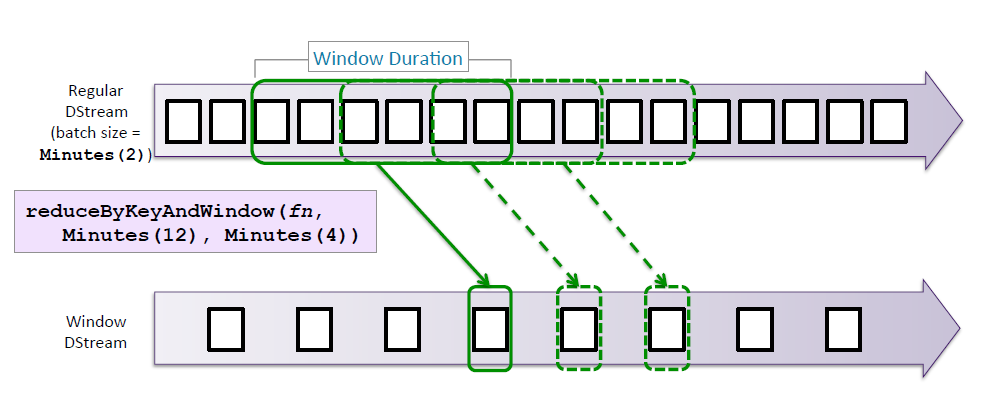 Window Duration
Regular
DStream
(batch size =
Minutes(2))
reduceByKeyAndWindow(fn,
Minutes(12), Minutes(4))
Window
DStream